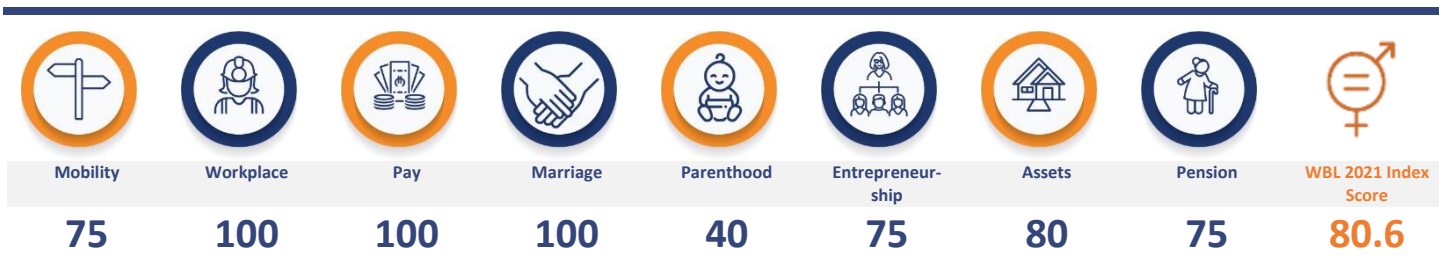 Mobility Workplace Pay Marriage Parenthood Entrepreneur- Assets Pension WBL 2021 Index
ship Score
75 100 100 100 40 75 80 75 80.6